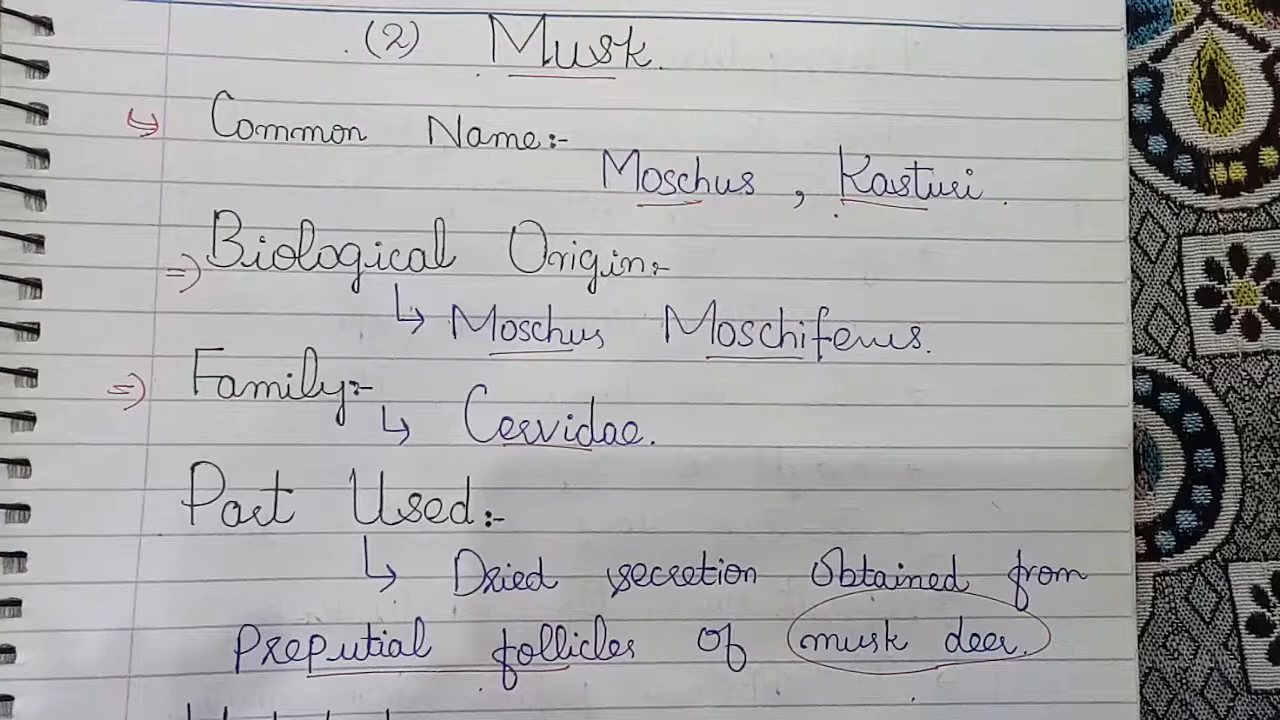 (2) Musk.
↳ Common Name:-
Moschus , Kasturi.
⇒ Biological Origin:-
↳ Moschus Moschiferus.
⇒ Family:-
↳ Cervidae.
Part Used:-
↳ Dried secretion Obtained from
Preputial follicles of musk deer.